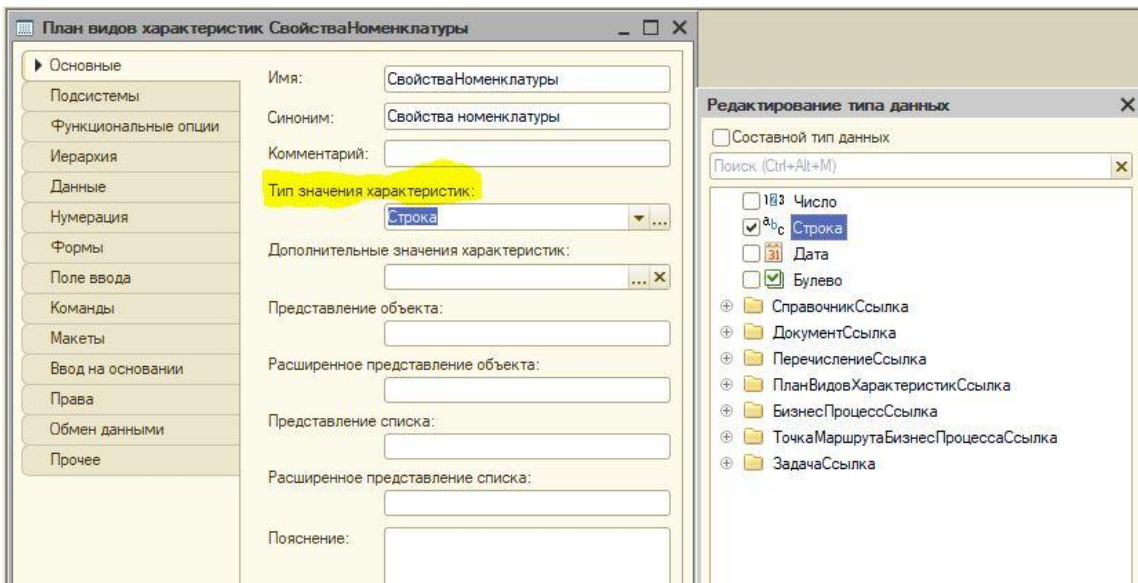 План видов характеристик СвойстваНоменклатуры
Основные
Подсистемы
Функциональные опции
Иерархия
Данные
Нумерация
Формы
Поле ввода
Команды
Макеты
Ввод на основании
Права
Обмен данными
Прочее
Имя: СвойстваНоменклатуры
Синоним: Свойства номенклатуры
Комментарий:
Тип значения характеристик:
Строка
Дополнительные значения характеристик:
Представление объекта:
Расширенное представление объекта:
Представление списка:
Расширенное представление списка:
Пояснение:
Редактирование типа данных
Составной тип данных
Поиск (Ctrl+Alt+M)
Число
Строка
Дата
Булево
СправочникСсылка
ДокументСсылка
ПеречислениеСсылка
ПланВидовХарактеристикСсылка
БизнесПроцессСсылка
ТочкаМаршрутаБизнесПроцессаСсылка
ЗадачаСсылка